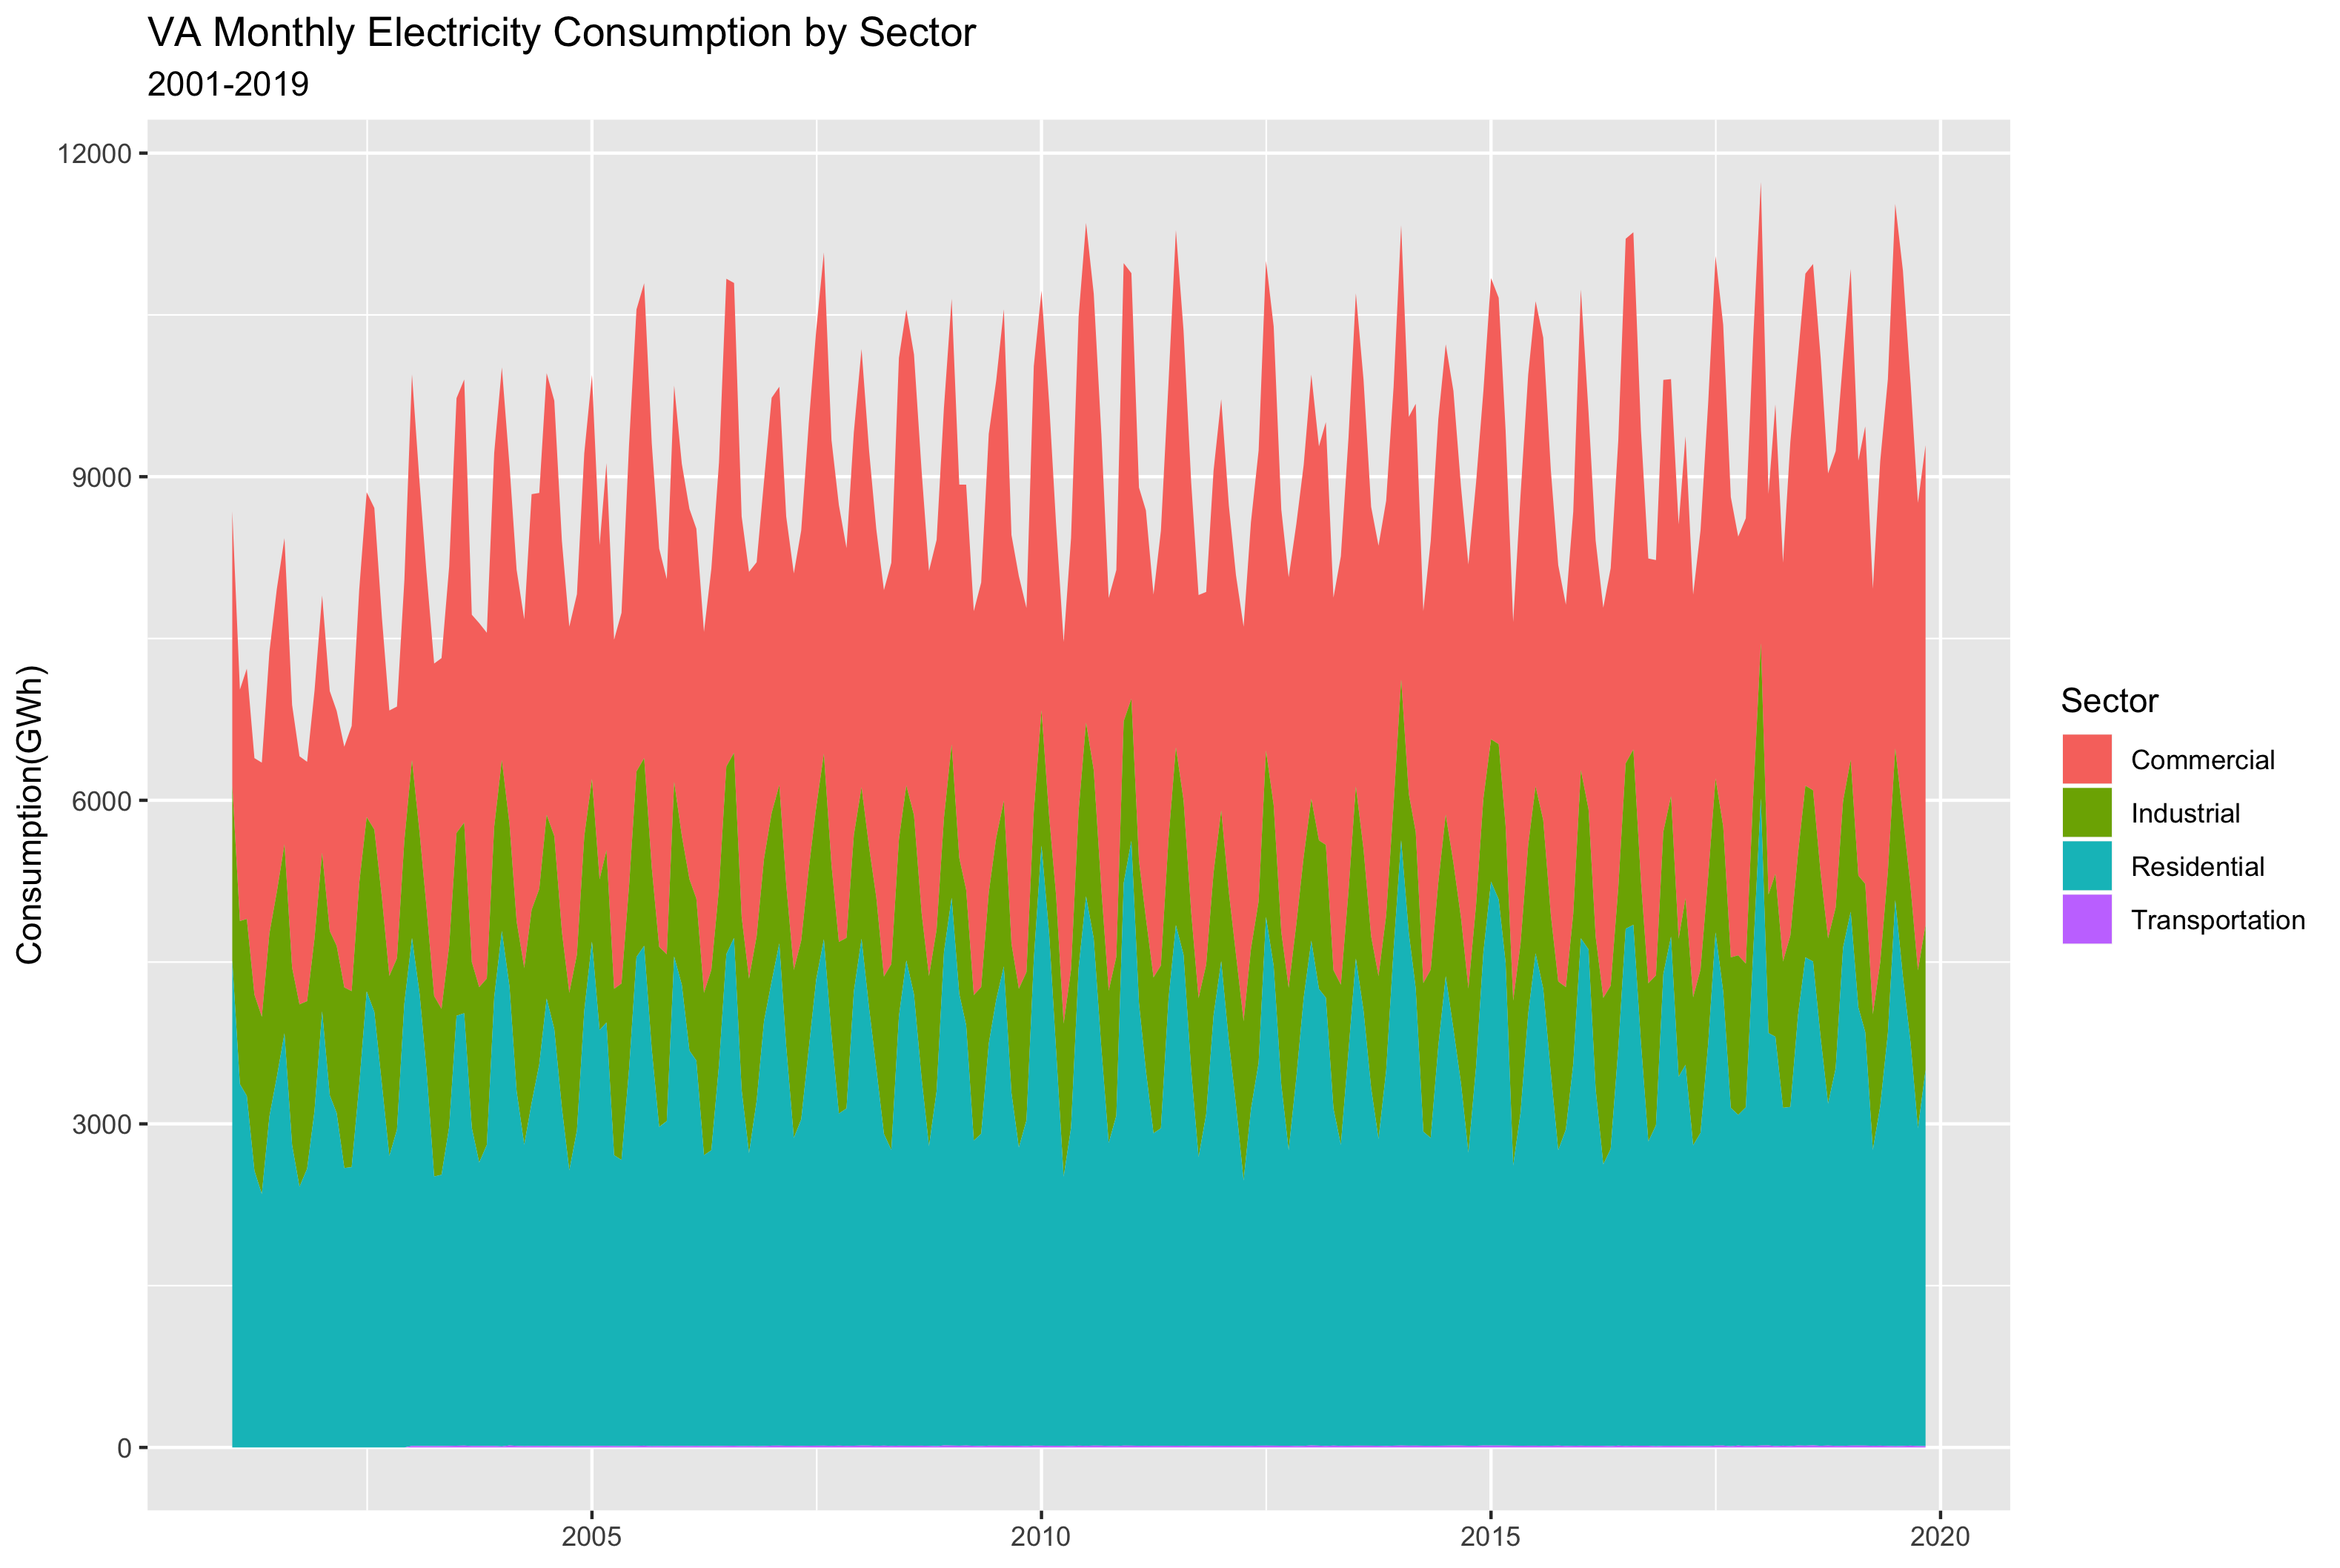 VA Monthly Electricity Consumption by Sector
2001-2019
12000
9000
6000
3000
0
Consumption(GWh)
2005
2010
2015
2020
Sector
Commercial
Industrial
Residential
Transportation